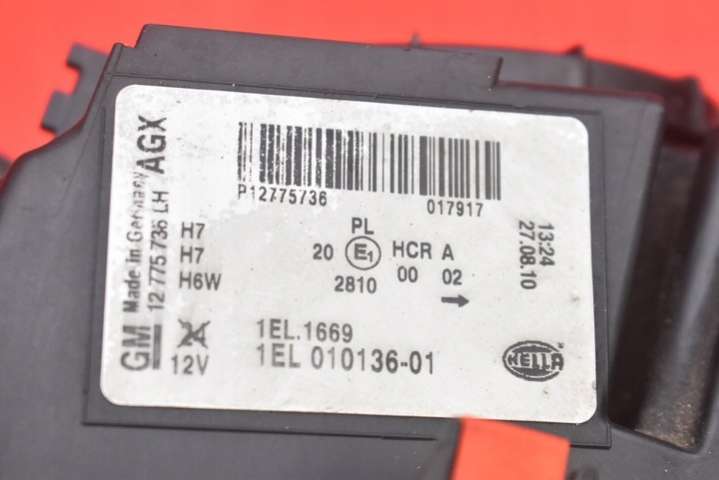 P12775736 017917
GM Made in Germany
12 775 736 LH AGX
H7
H7
H6W
12V
PL
20 E1 HCR A
2810 00 02
13:24
27.08.10
1EL.1669
1EL 010136-01
HELLA